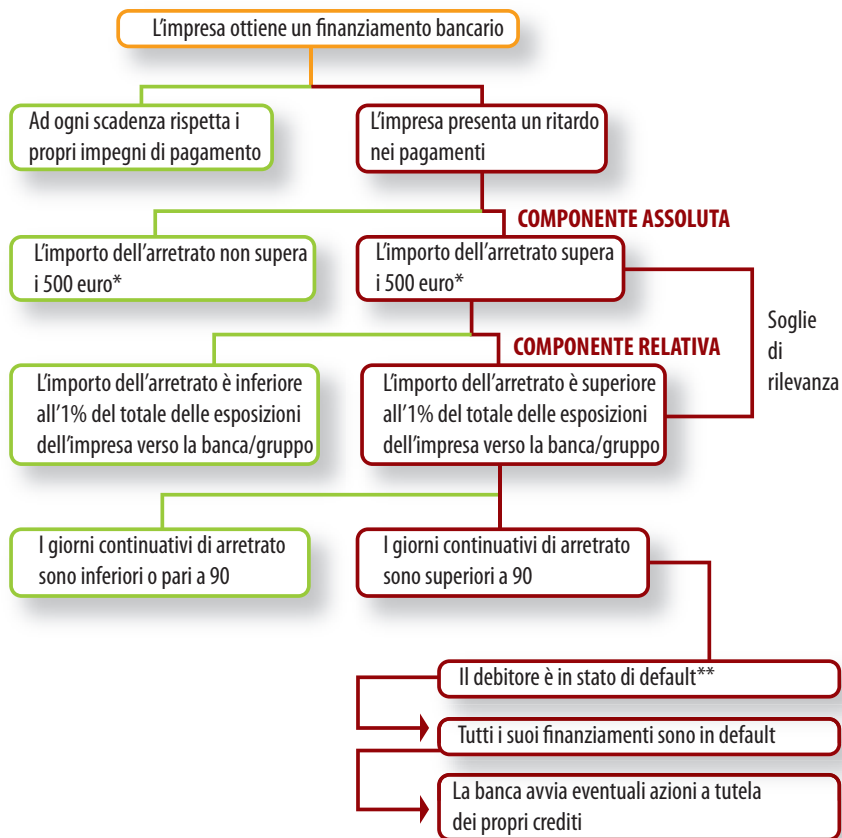 L'impresa ottiene un finanziamento bancario
Ad ogni scadenza rispetta i
propri impegni di pagamento
L'impresa presenta un ritardo
nei pagamenti
COMPONENTE ASSOLUTA
L'importo dell'arretrato non supera
i 500 euro*
L'importo dell'arretrato supera
i 500 euro*
Soglie
di
rilevanza
COMPONENTE RELATIVA
L'importo dell'arretrato è inferiore
all'1% del totale delle esposizioni
dell'impresa verso la banca/gruppo
L'importo dell'arretrato è superiore
all'1% del totale delle esposizioni
dell'impresa verso la banca/gruppo
I giorni continuativi di arretrato
sono inferiori o pari a 90
I giorni continuativi di arretrato
sono superiori a 90
Il debitore è in stato di default**
Tutti i suoi finanziamenti sono in default
La banca avvia eventuali azioni a tutela
dei propri crediti